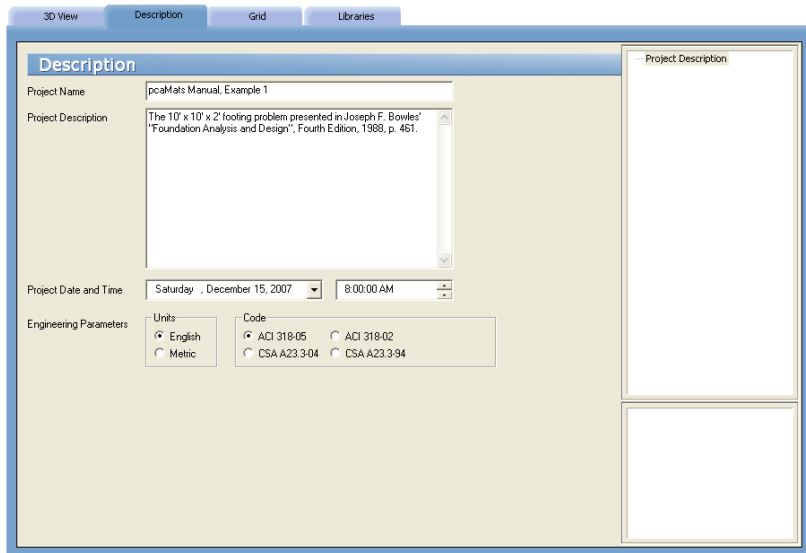 3D View Description Grid Libraries
Description
Project Name pcaMats Manual, Example 1
Project Description The 10' x 10' x 2' footing problem presented in Joseph F. Bowles'
"Foundation Analysis and Design", Fourth Edition, 1988, p. 461.
Project Date and Time Saturday , December 15, 2007 8:00:00 AM
Engineering Parameters Units Code
English ACI 318-05 ACI 318-02
Metric CSA A23.3-04 CSA A23.3-94
Project Description